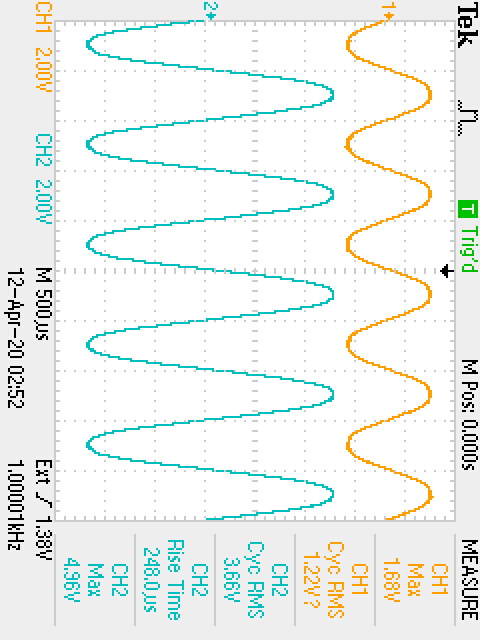 Tek T Trig'd M Pos: 0.000s MEASURE
CH1
Max
1.68V
1
CH1
Cyc RMS
1.22V?
CH2
Cyc RMS
3.66V
2
CH2
Rise Time
248.0µs
CH2
Max
4.96V
CH1 2.00V CH2 2.00V M 500µs Ext 1.38V
12-Apr-20 02:52 1.00001kHz